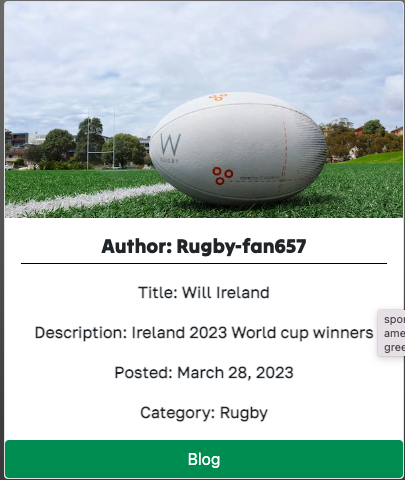 W
RUGBY
Author: Rugby-fan657
Title: Will Ireland
Description: Ireland 2023 World cup winners
Posted: March 28, 2023
Category: Rugby
Blog